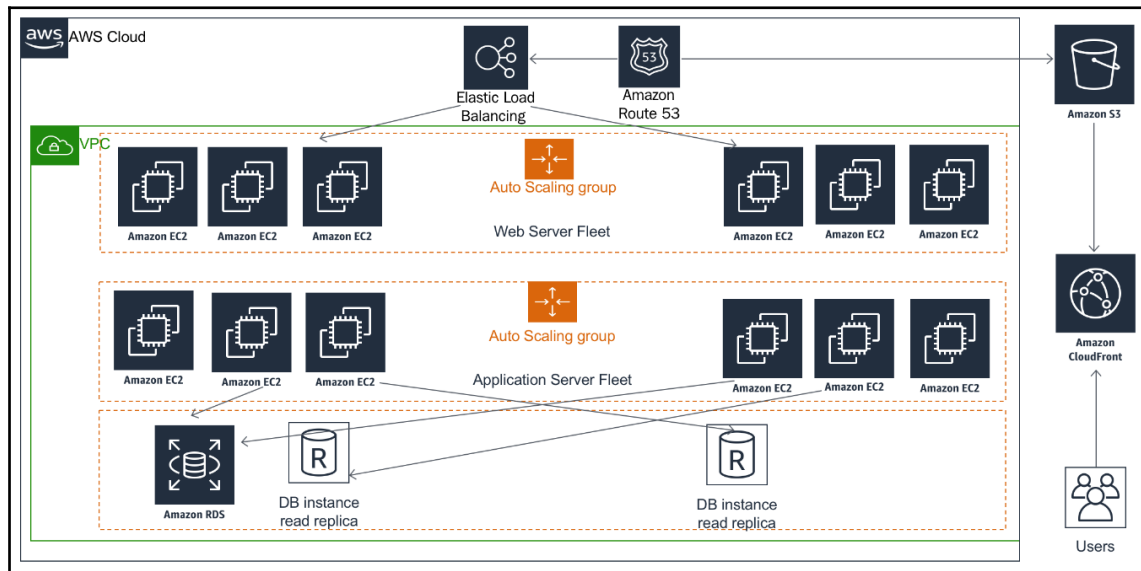 aws
AWS Cloud
53
Elastic Load
Balancing
Amazon
Route 53
Amazon S3
VPC
Auto Scaling group
Amazon EC2
Amazon EC2
Amazon EC2
Amazon EC2
Amazon EC2
Amazon EC2
Web Server Fleet
Auto Scaling group
Amazon EC2
Amazon EC2
Amazon EC2
Amazon EC2
Amazon EC2
Amazon EC2
Application Server Fleet
Amazon
CloudFront
R
R
Amazon RDS
DB instance
read replica
DB instance
read replica
Users